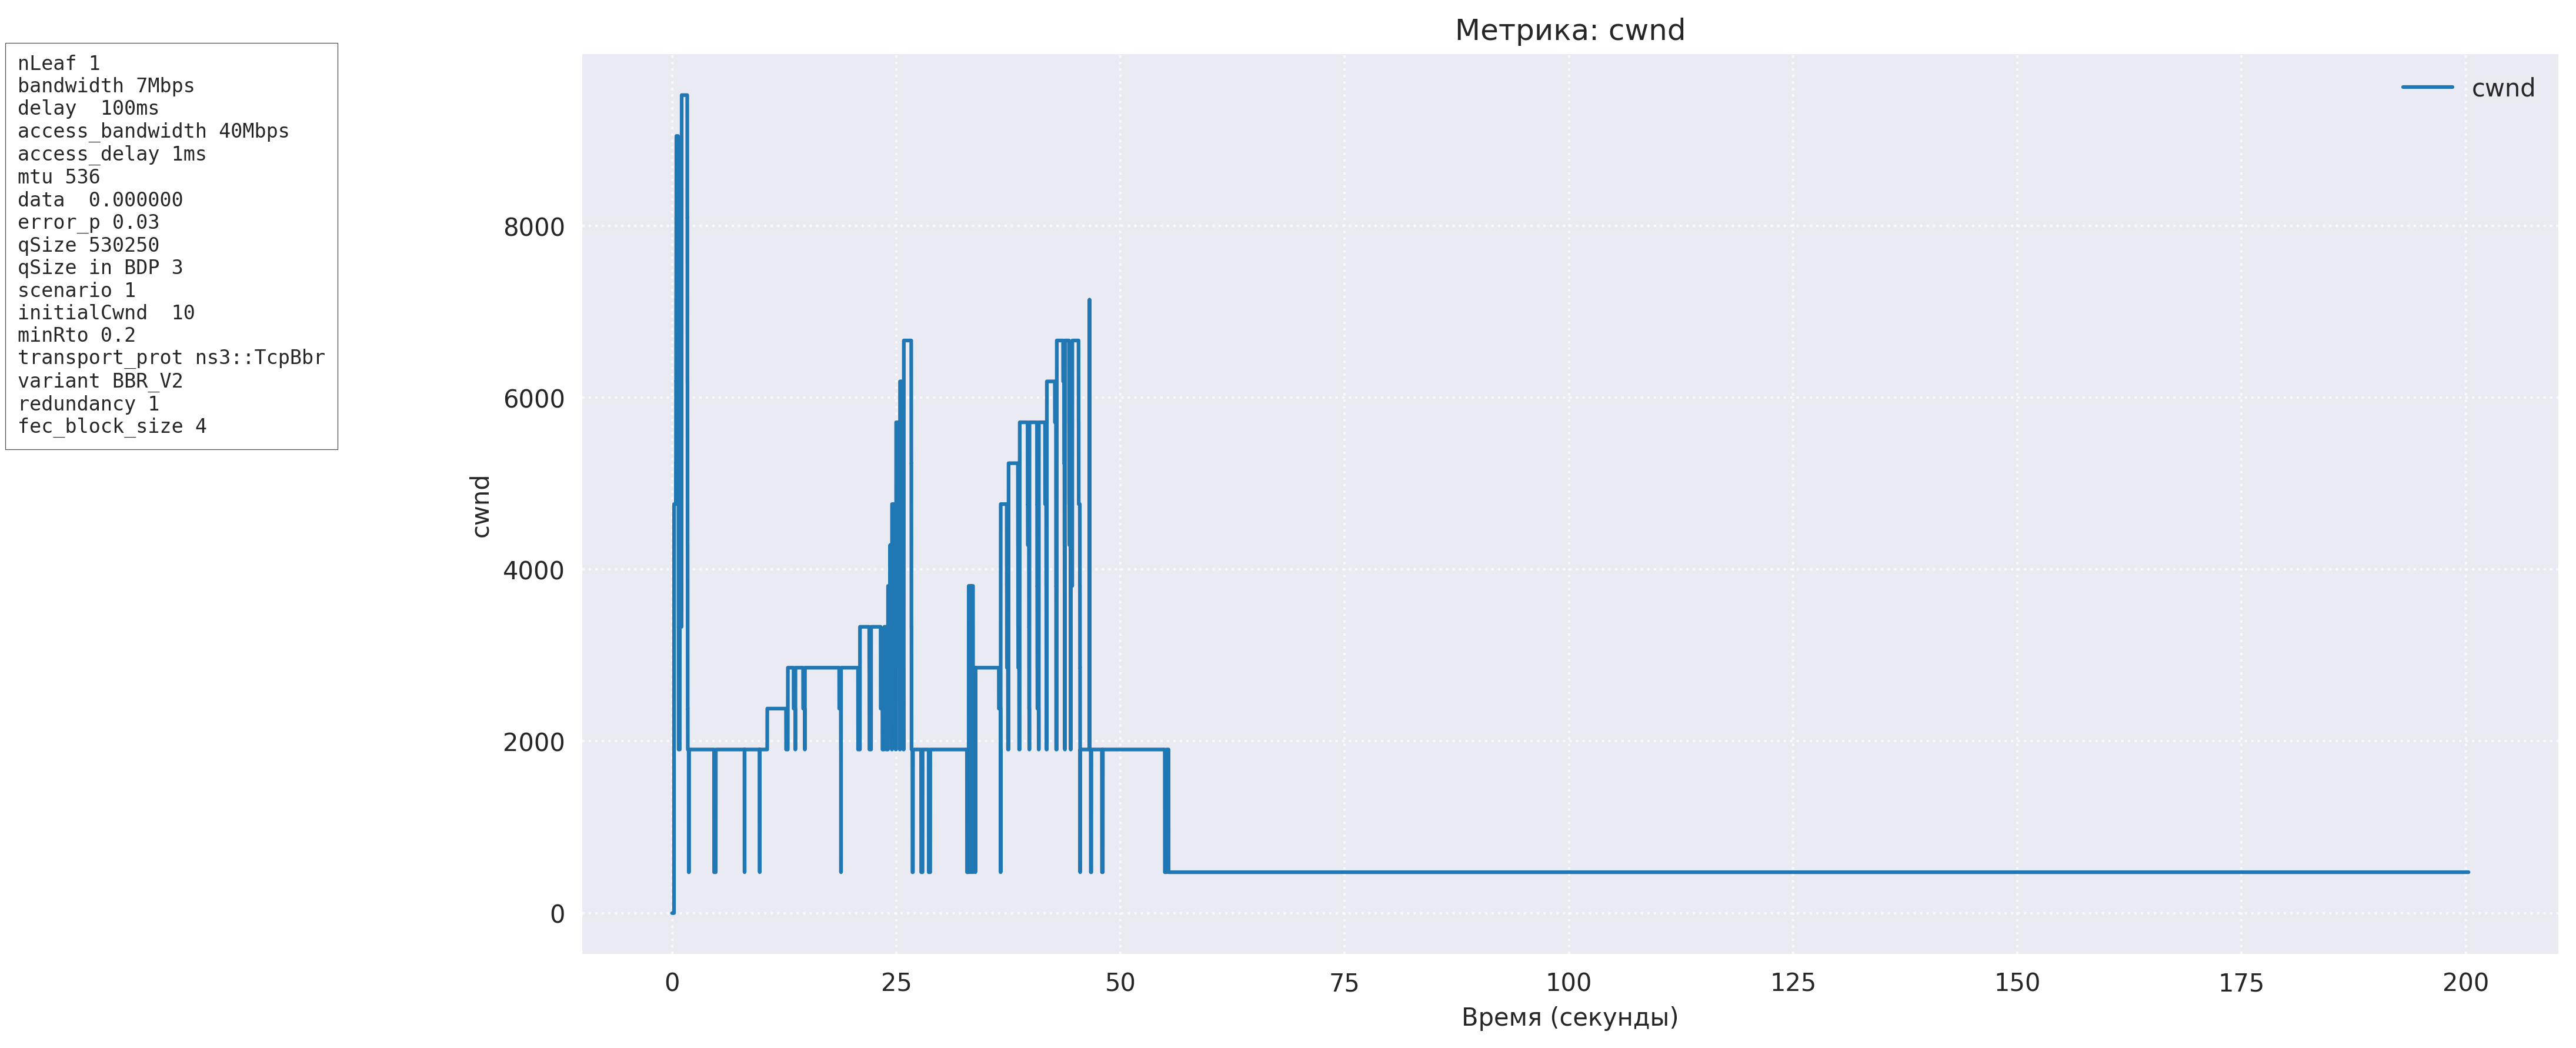 Метрика: cwnd
nLeaf 1
bandwidth 7Mbps
delay  100ms
access_bandwidth 40Mbps
access_delay 1ms
mtu 536
data  0.000000
error_p 0.03
qSize 530250
qSize in BDP 3
scenario 1
initialCwnd  10
minRto 0.2
transport_prot ns3::TcpBbr
variant BBR_V2
redundancy 1
fec_block_size 4
cwnd
cwnd
8000
6000
4000
2000
0
0 25 50 75 100 125 150 175 200
Время (секунды)